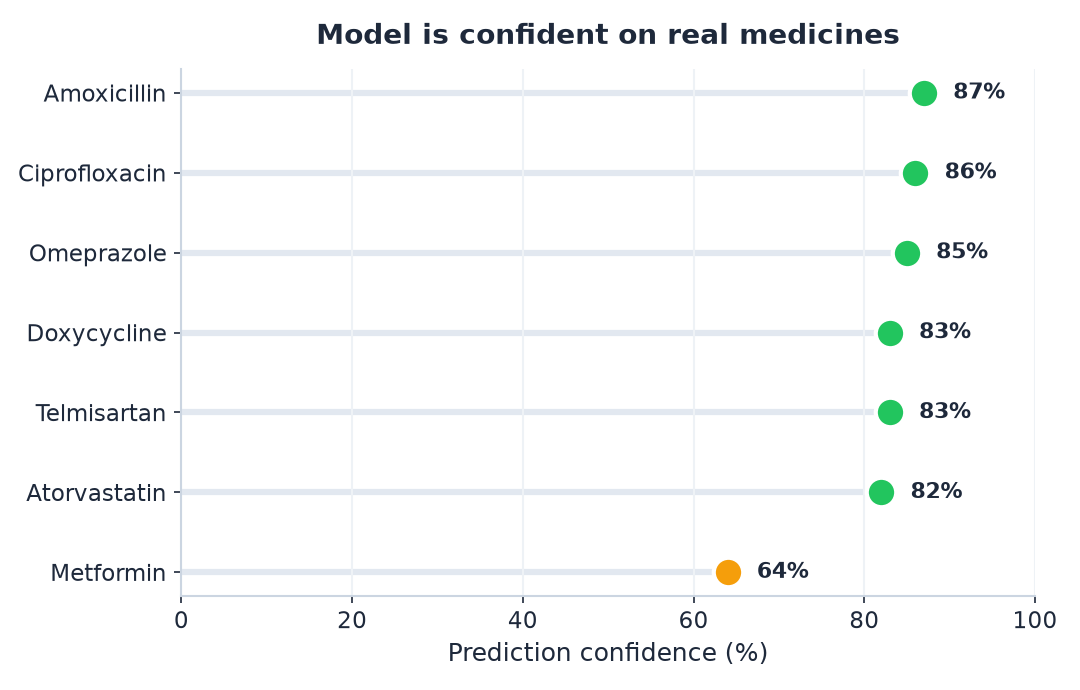 Model is confident on real medicines
Amoxicillin 87%
Ciprofloxacin 86%
Omeprazole 85%
Doxycycline 83%
Telmisartan 83%
Atorvastatin 82%
Metformin 64%
0 20 40 60 80 100
Prediction confidence (%)